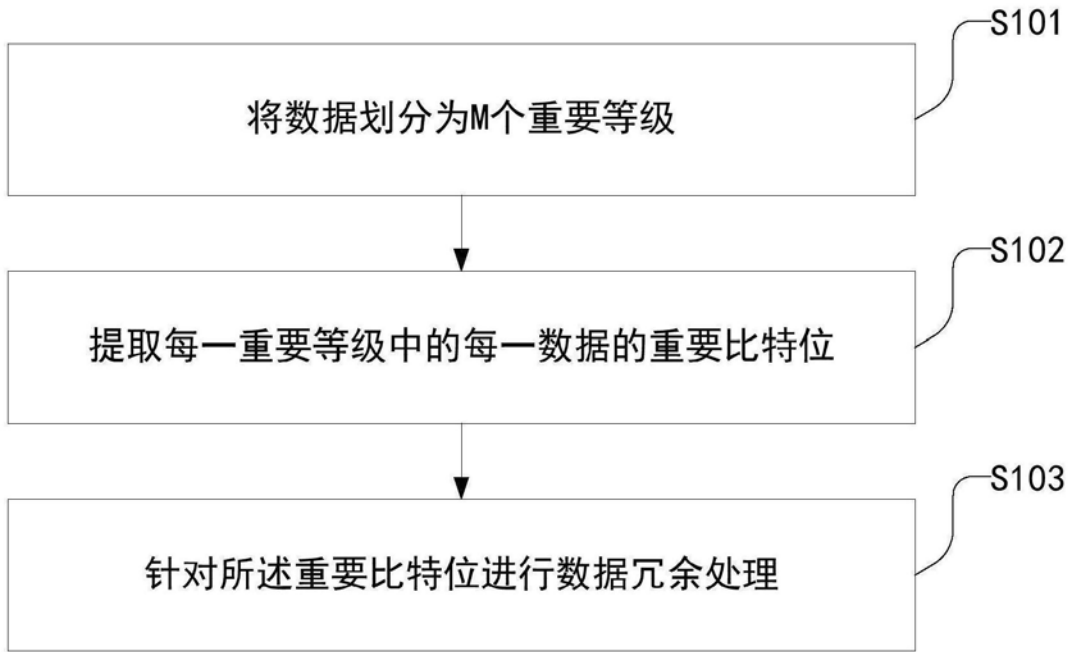 S101
将数据划分为M个重要等级
S102
提取每一重要等级中的每一数据的重要比特位
S103
针对所述重要比特位进行数据冗余处理